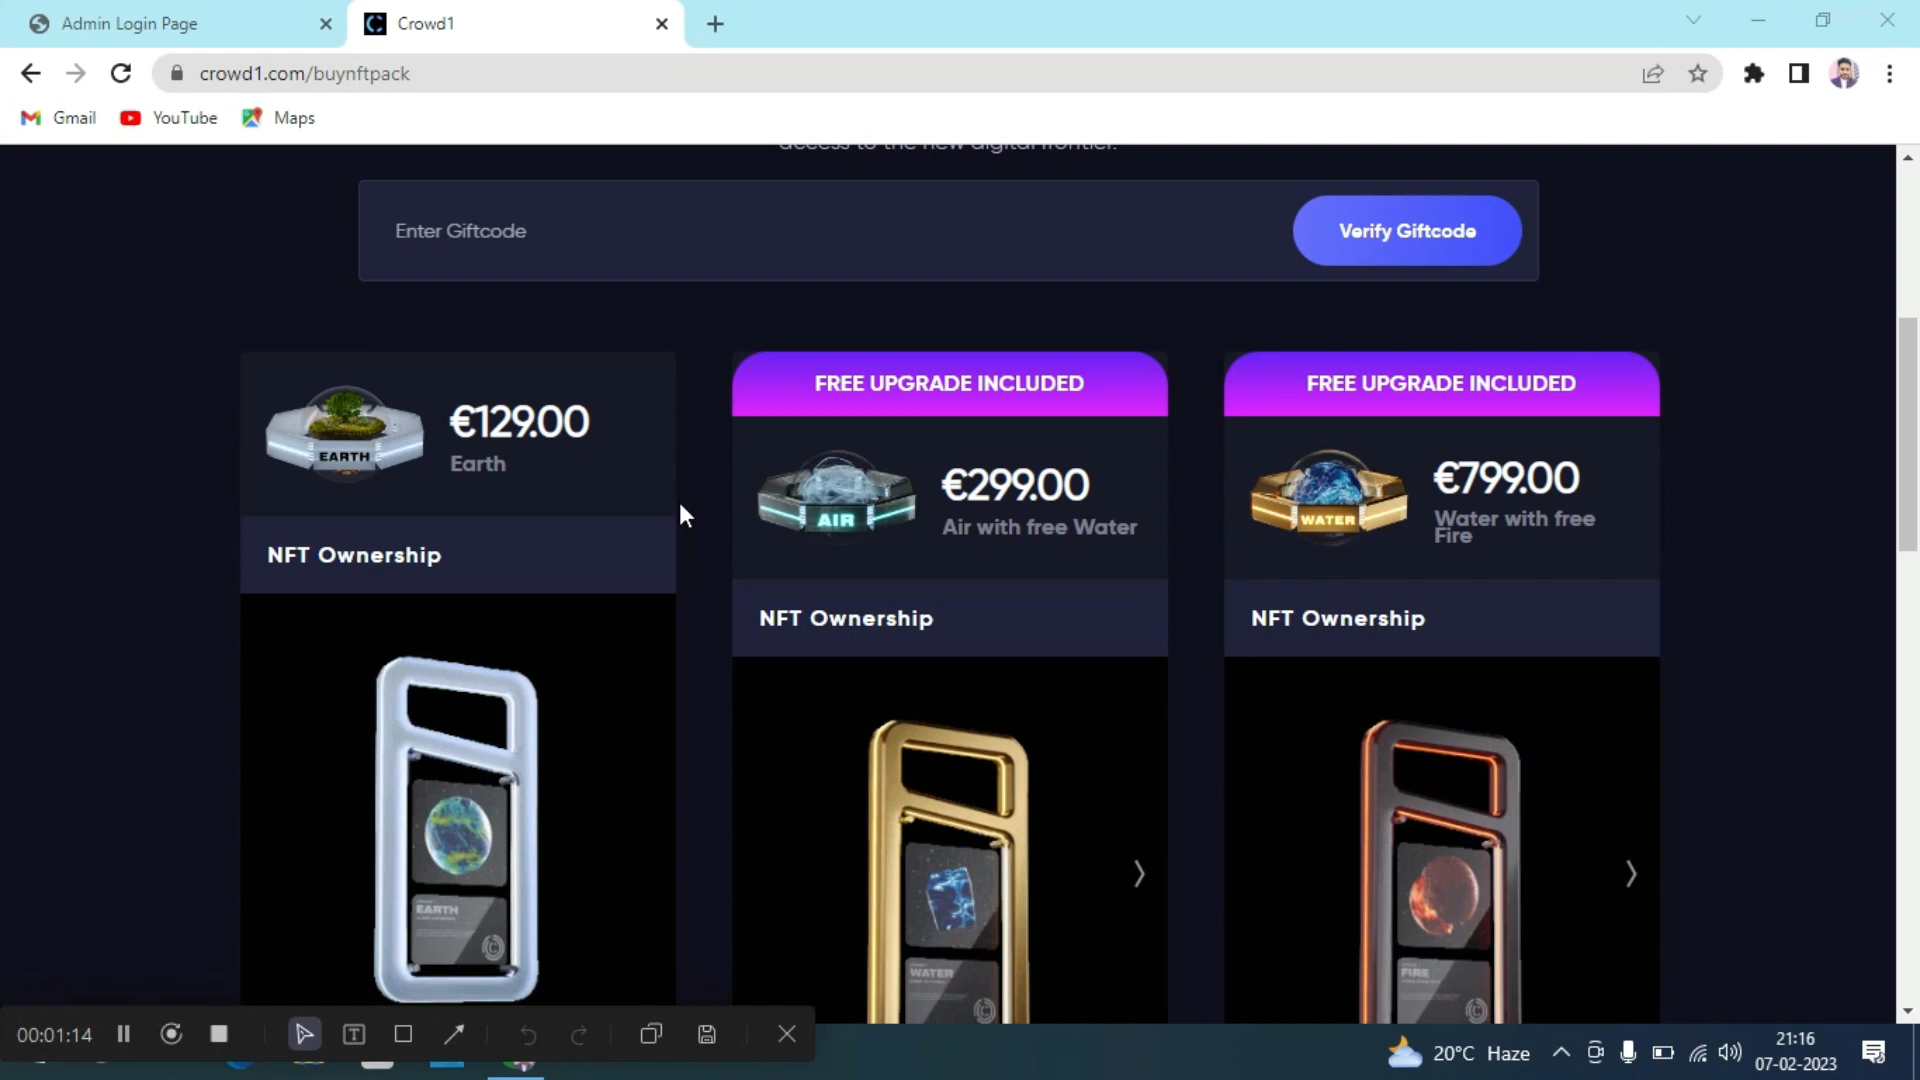 Admin Login Page
Crowd1
crowd1.com/buynftpack
Gmail
YouTube
Maps
access to the new digital frontier.
Enter Giftcode
Verify Giftcode
EARTH
€129.00
Earth
NFT Ownership
EARTH
FREE UPGRADE INCLUDED
AIR
€299.00
Air with free Water
NFT Ownership
WATER
FREE UPGRADE INCLUDED
WATER
€799.00
Water with free
Fire
NFT Ownership
FIRE
00:01:14
20°C Haze
21:16
07-02-2023